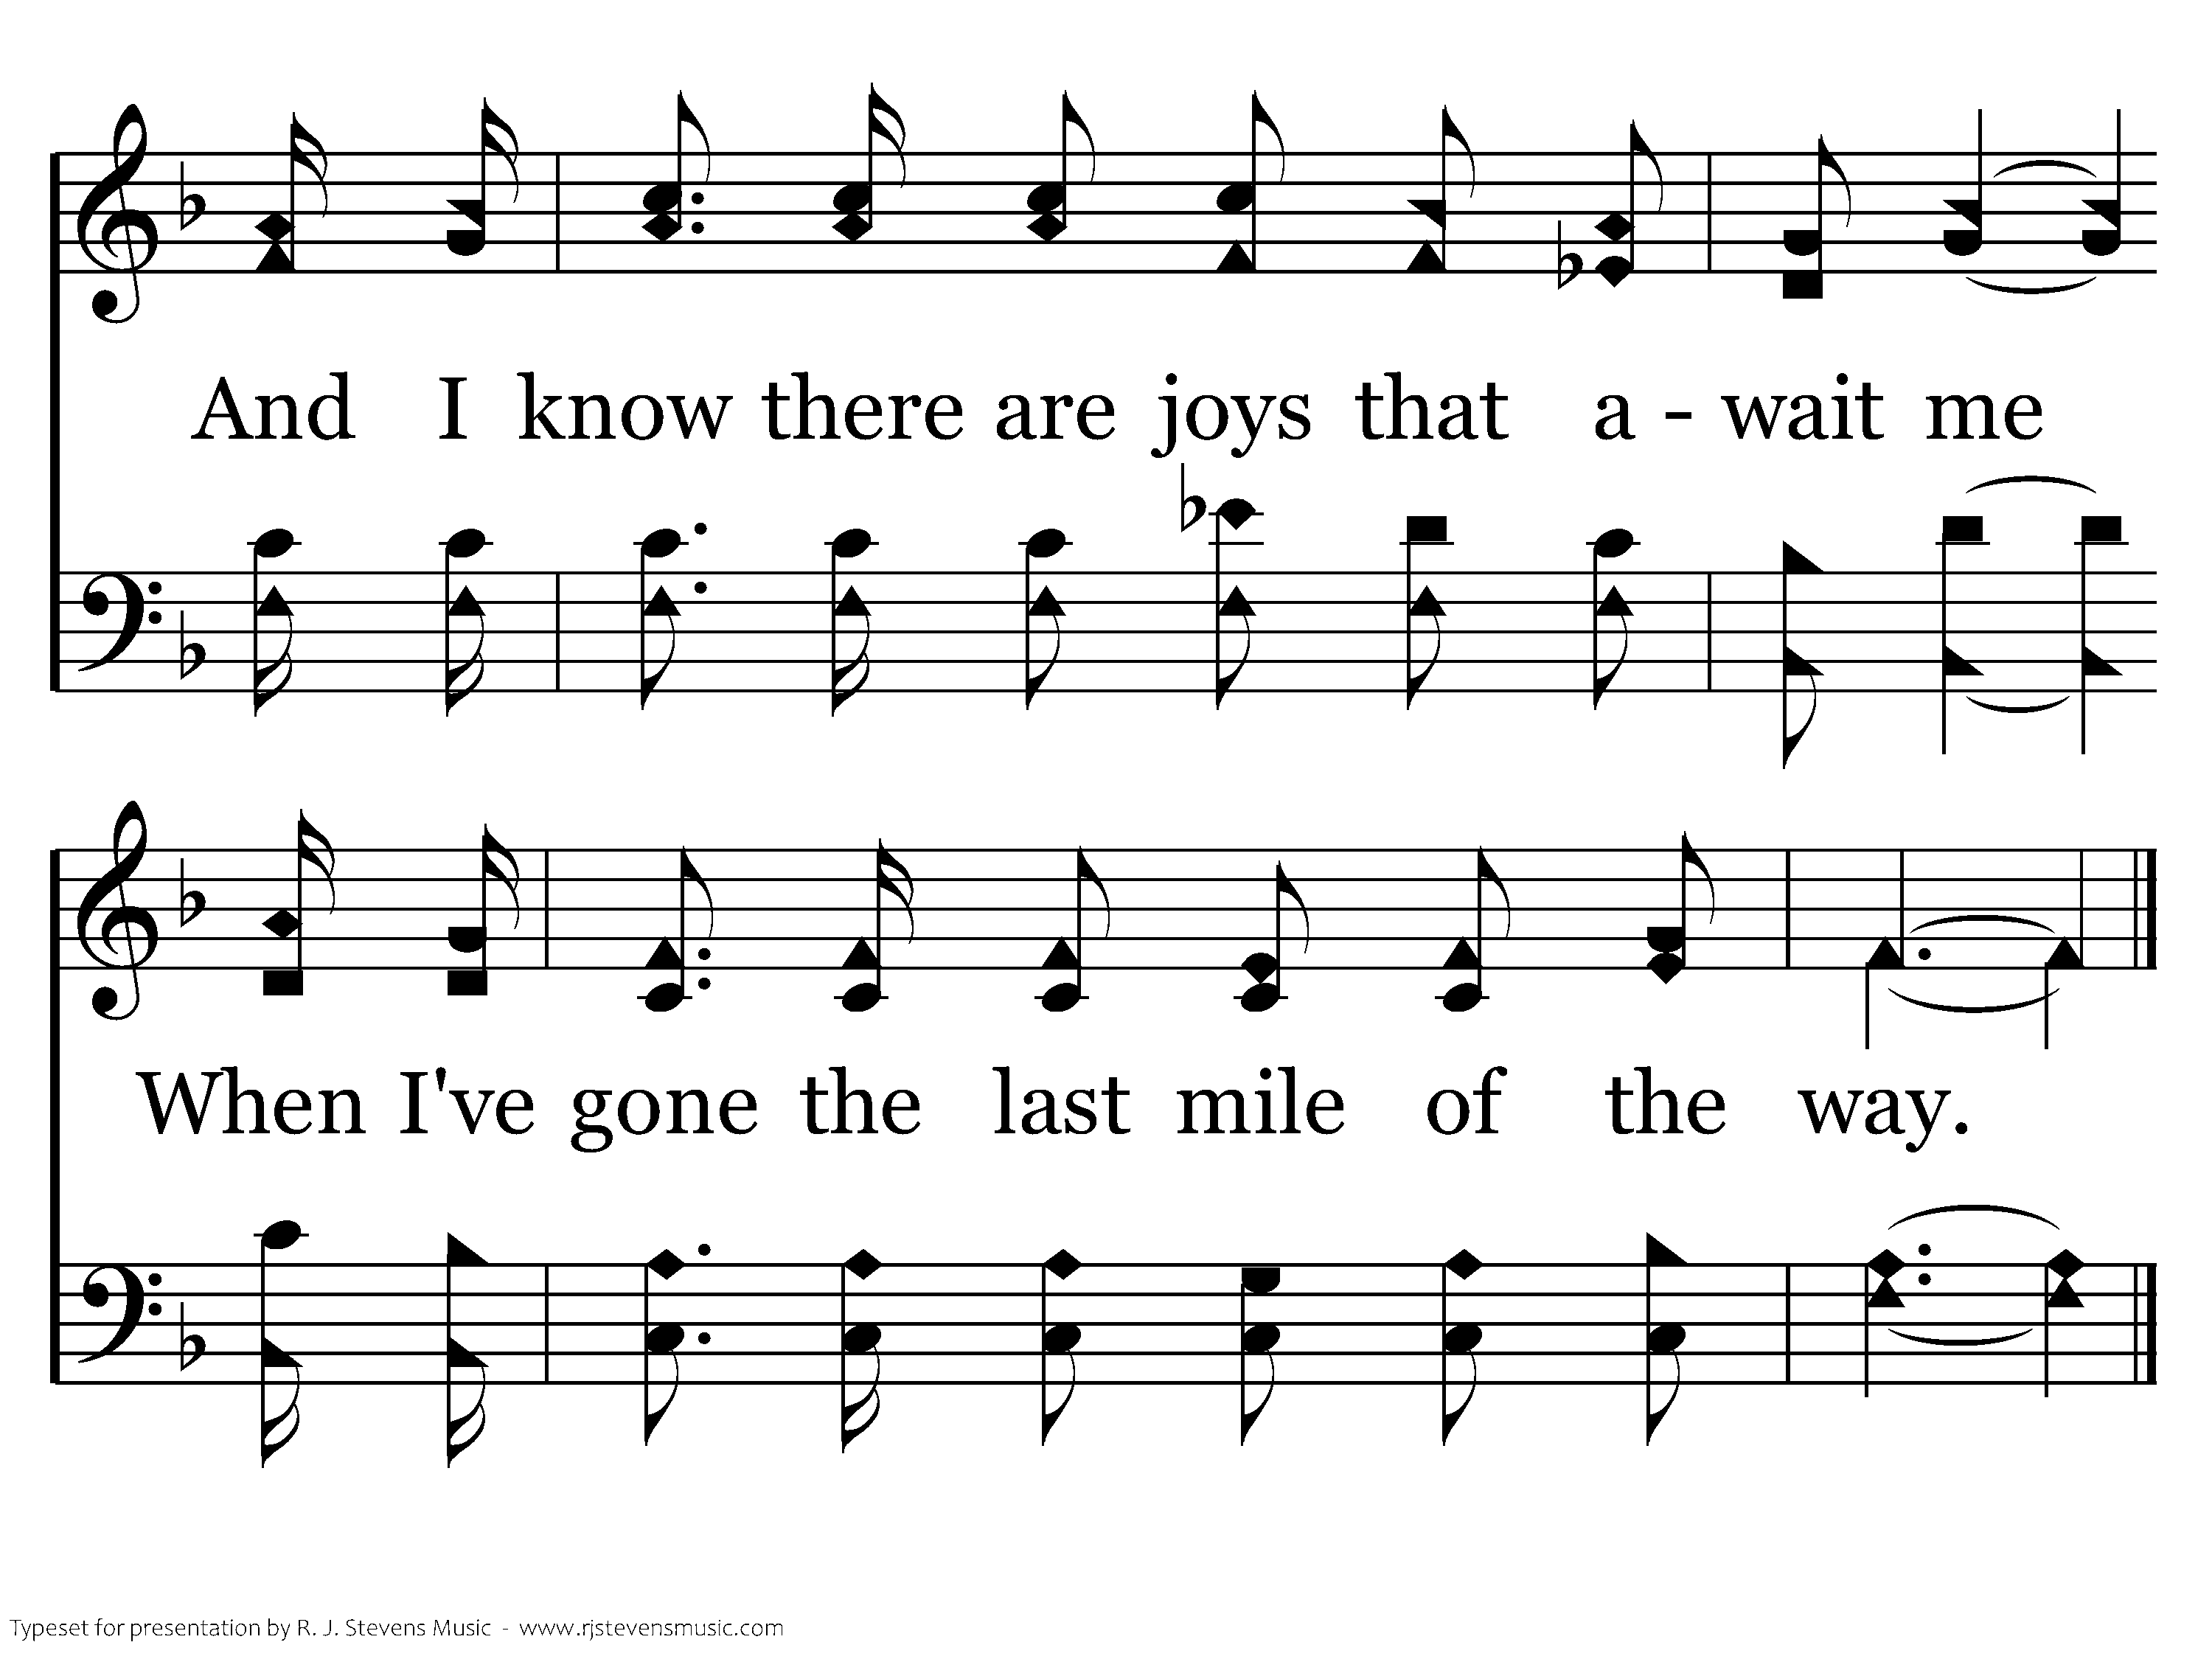 And I know there are joys that a - wait me
When I've gone the last mile of the way.
Typeset for presentation by R. J. Stevens Music - www.rjstevensmusic.com